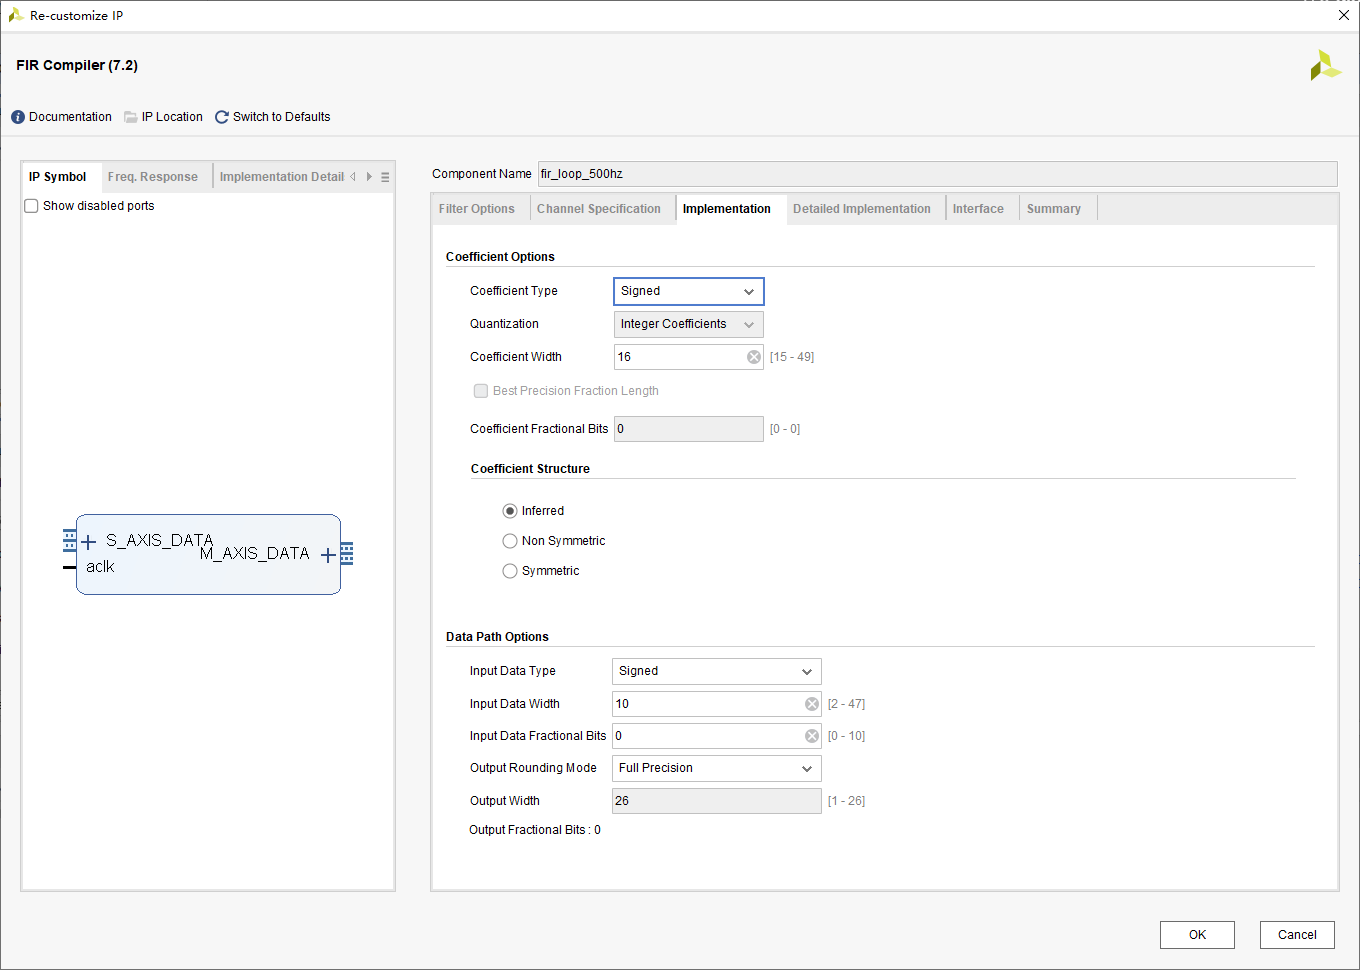 Re-customize IP
FIR Compiler (7.2)
Documentation IP Location Switch to Defaults
IP Symbol Freq. Response Implementation Detail
Show disabled ports
S_AXIS_DATA
M_AXIS_DATA
aclk
Component Name fir_loop_500hz
Filter Options Channel Specification Implementation Detailed Implementation Interface Summary
Coefficient Options
Coefficient Type Signed
Quantization Integer Coefficients
Coefficient Width 16 [15 - 49]
Best Precision Fraction Length
Coefficient Fractional Bits 0 [0 - 0]
Coefficient Structure
Inferred
Non Symmetric
Symmetric
Data Path Options
Input Data Type Signed
Input Data Width 10 [2 - 47]
Input Data Fractional Bits 0 [0 - 10]
Output Rounding Mode Full Precision
Output Width 26 [1 - 26]
Output Fractional Bits : 0
OK Cancel